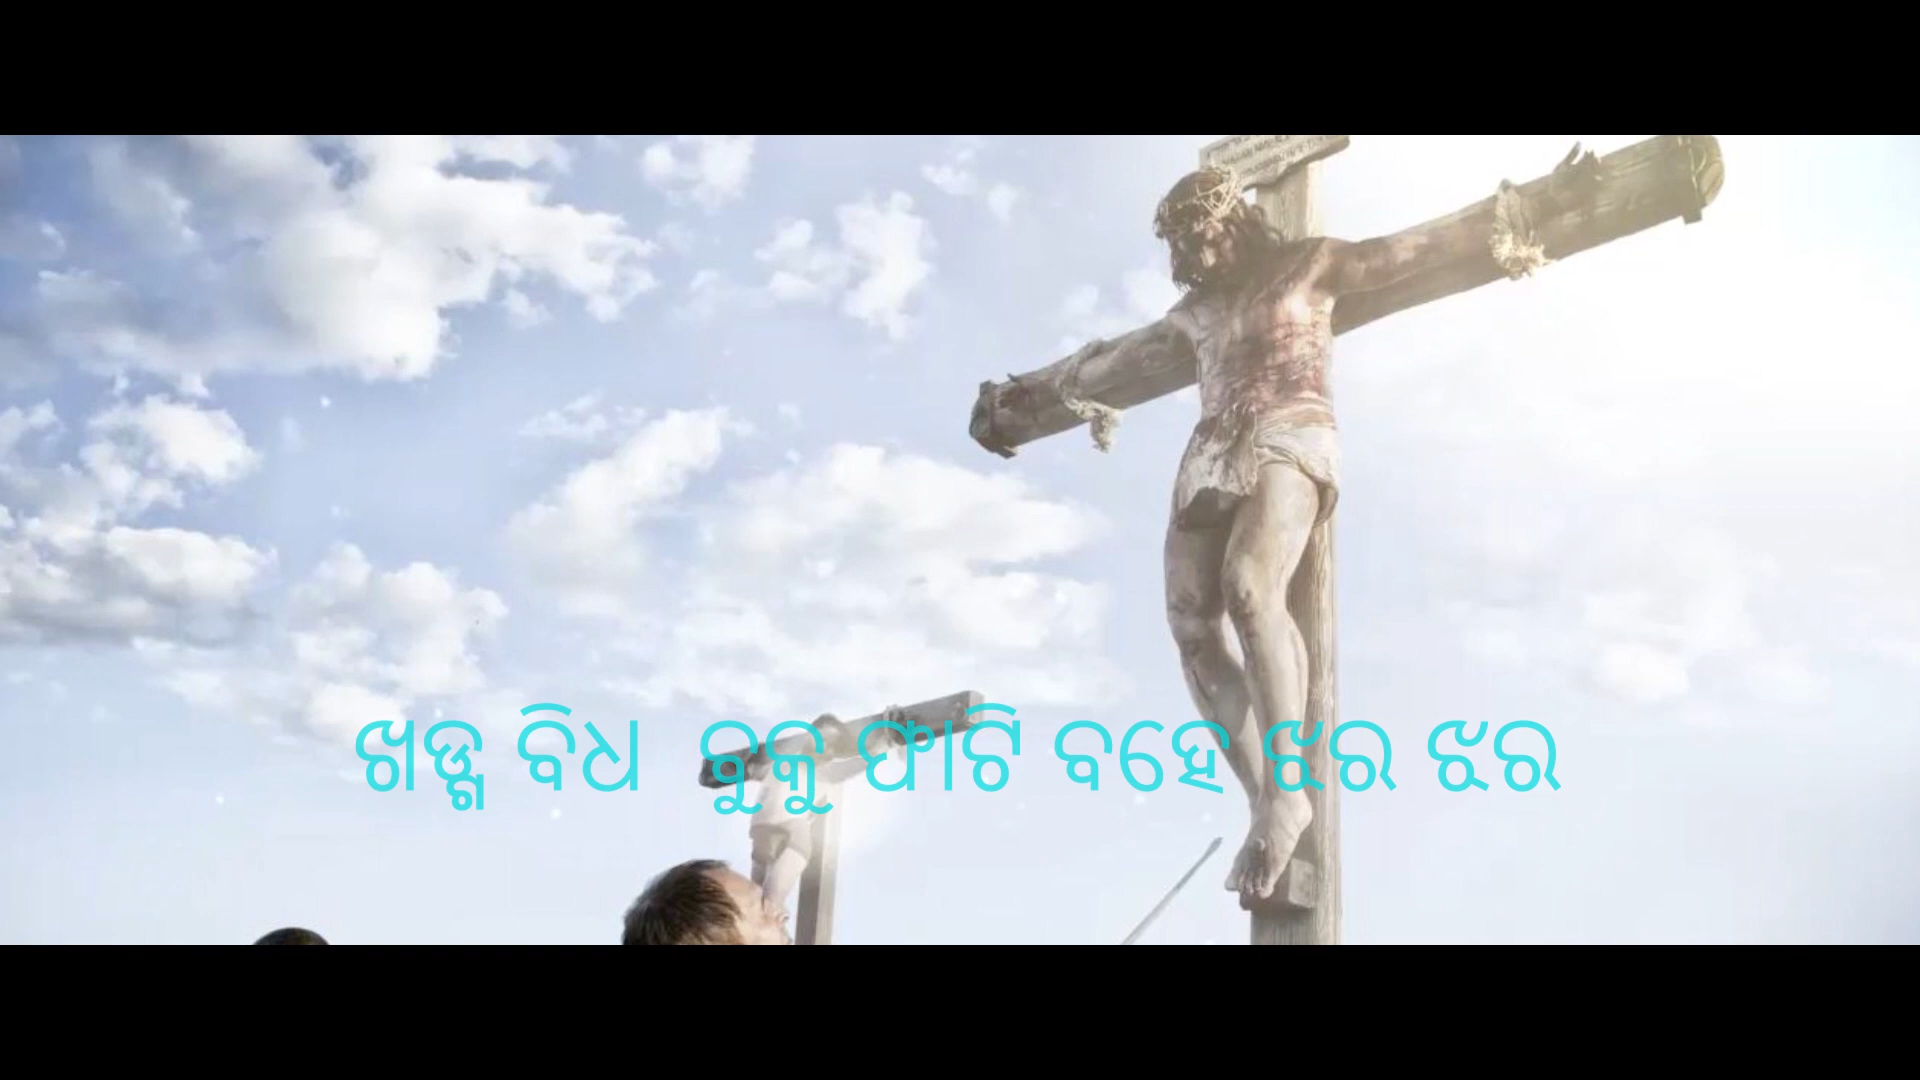 ଖଡ୍ଗ ବିଧ ବୁକୁ ଫାଟି ବହେ ଝର ଝର